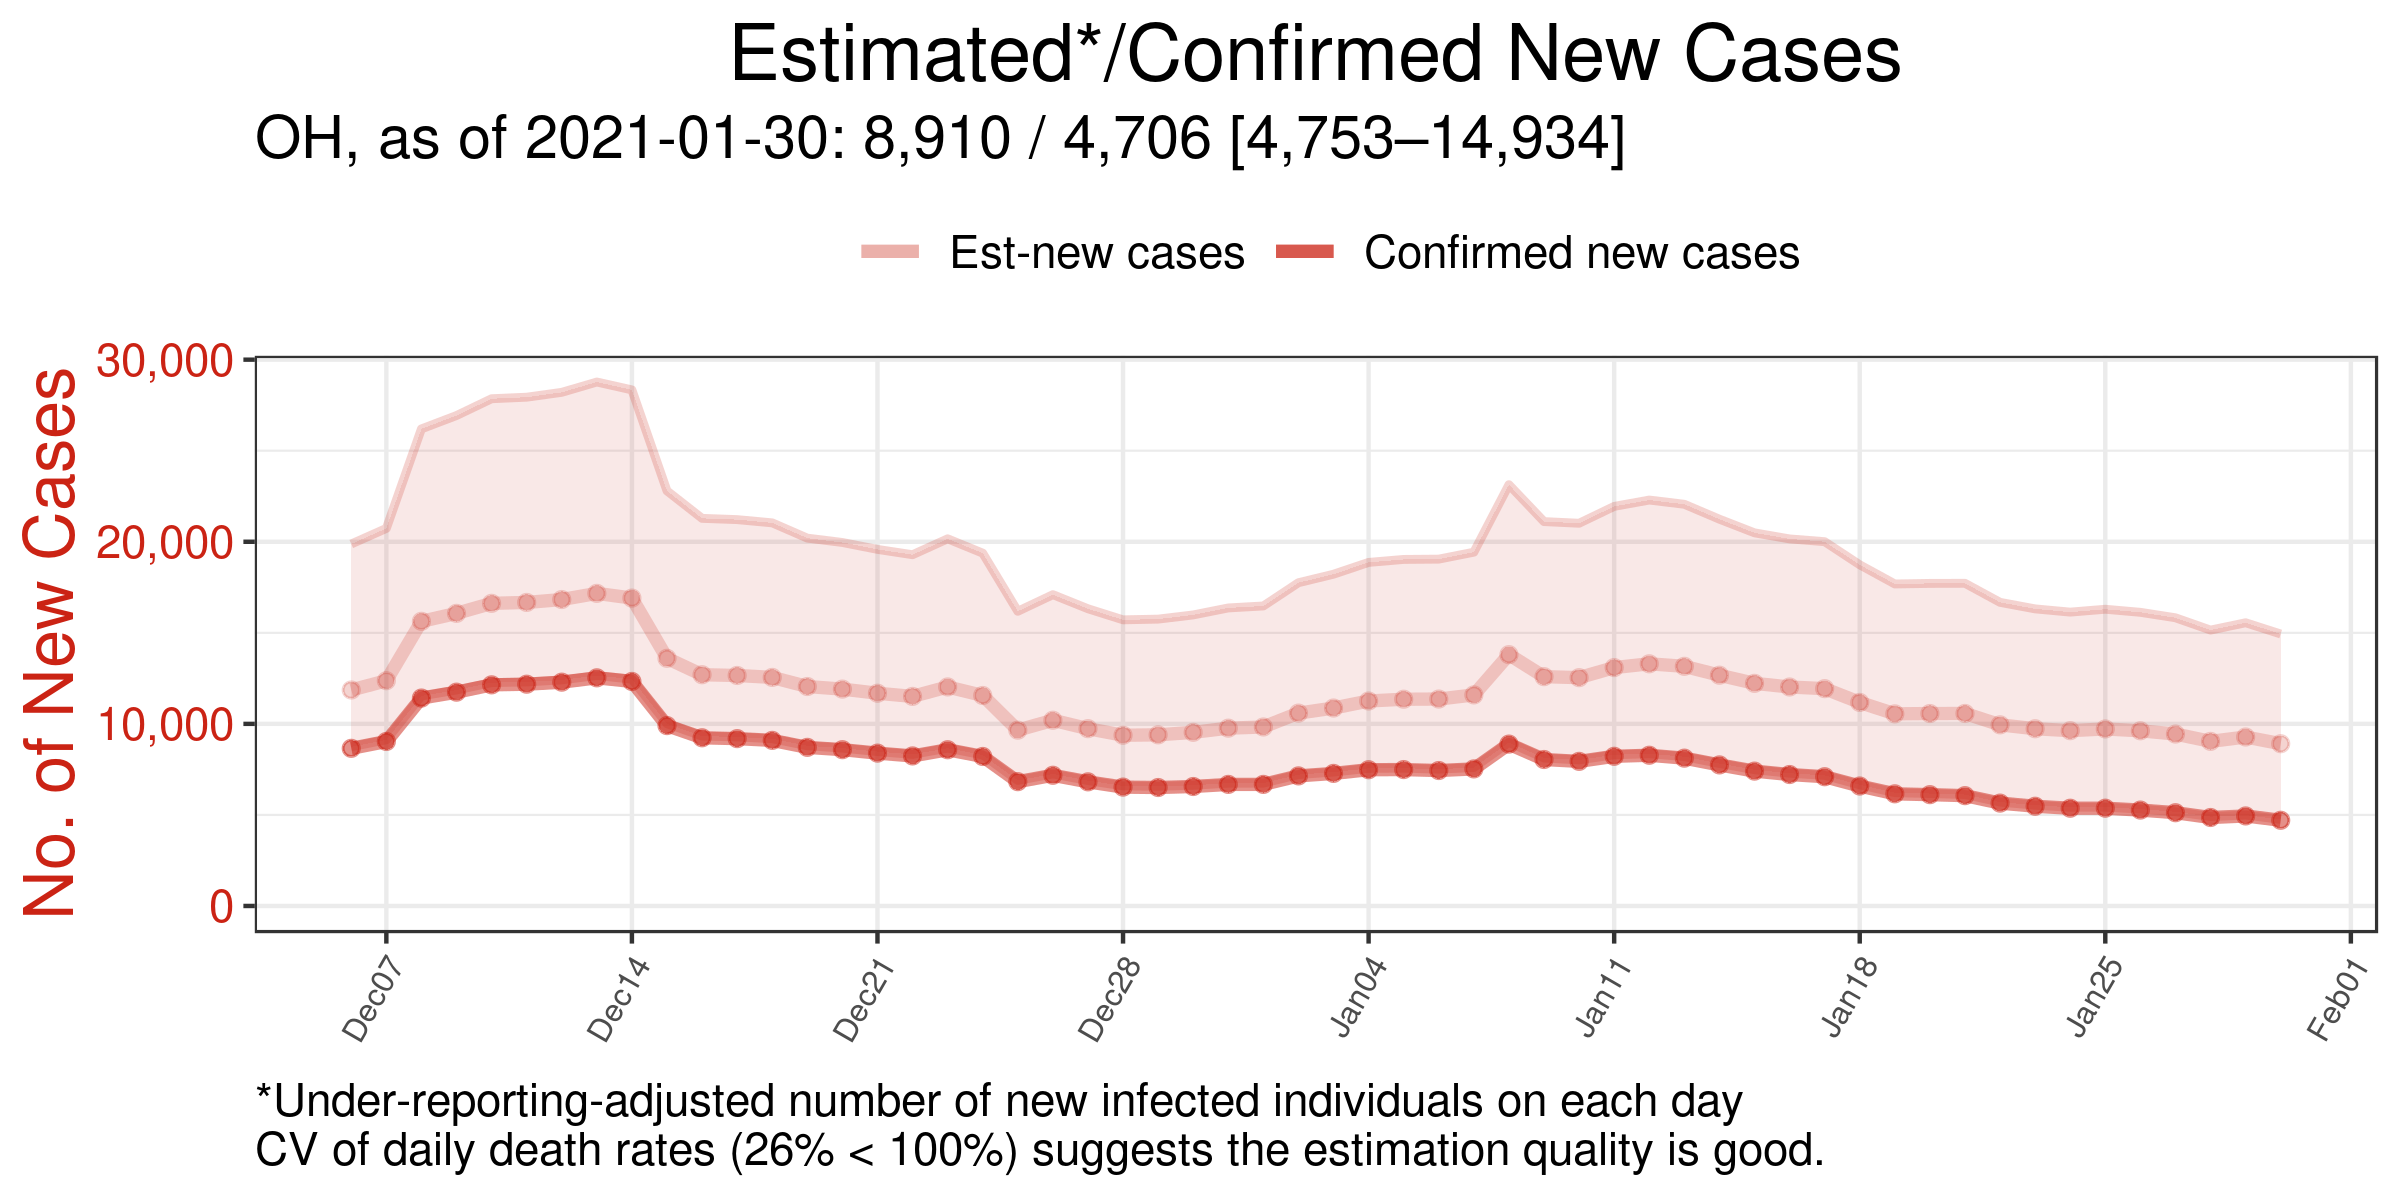 Estimated*/Confirmed New Cases
OH, as of 2021-01-30: 8,910 / 4,706 [4,753–14,934]
Est-new cases
Confirmed new cases
No. of New Cases
30,000
20,000
10,000
0
Dec07
Dec14
Dec21
Dec28
Jan04
Jan11
Jan18
Jan25
Feb01
*Under-reporting-adjusted number of new infected individuals on each day
CV of daily death rates (26% < 100%) suggests the estimation quality is good.